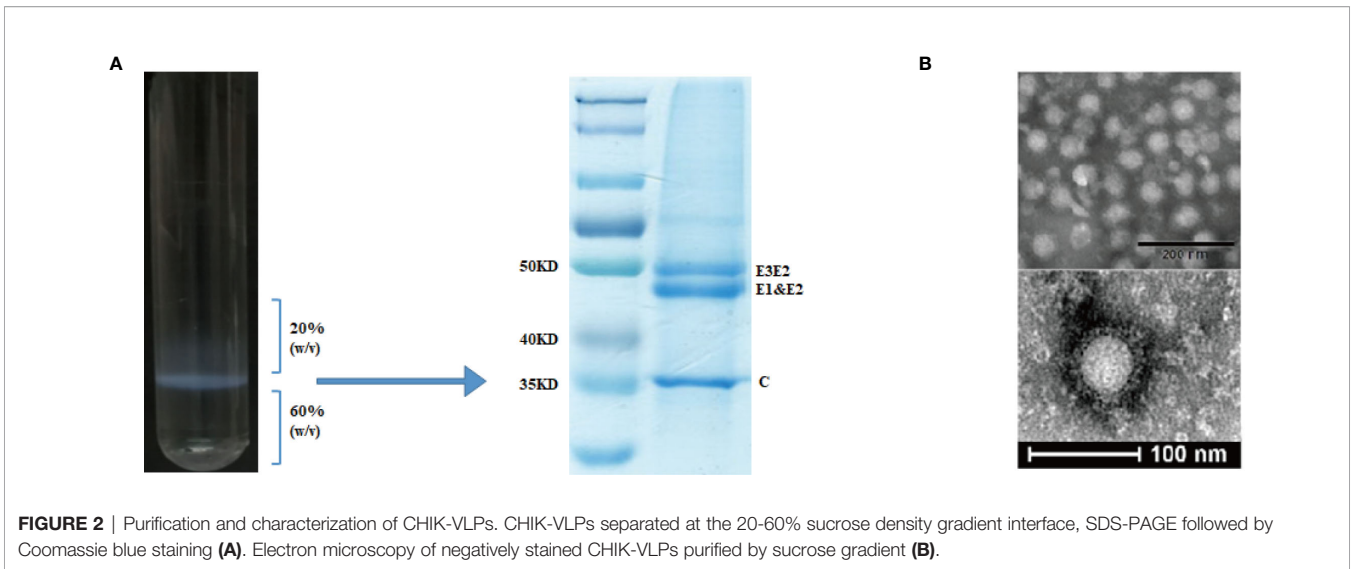 A
B
20%
(w/v)
60%
(w/v)
50KD
40KD
35KD
E3E2
E1&E2
C
200 nm
100 nm
FIGURE 2 | Purification and characterization of CHIK-VLPs. CHIK-VLPs separated at the 20-60% sucrose density gradient interface, SDS-PAGE followed by
Coomassie blue staining (A). Electron microscopy of negatively stained CHIK-VLPs purified by sucrose gradient (B).